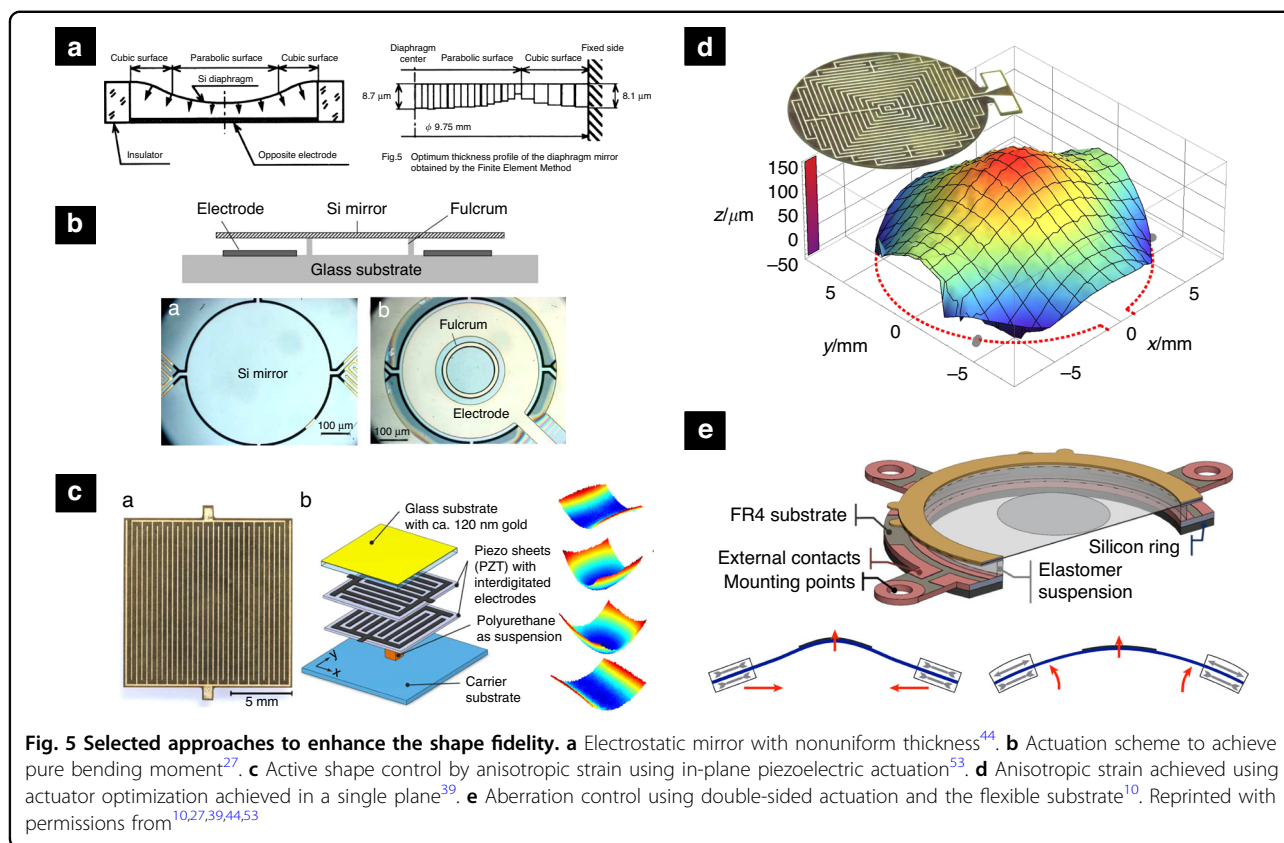 a
Cubic surface
Parabolic surface
Cubic surface
Si diaphragm
Insulator
Opposite electrode
Diaphragm
center
Parabolic surface
Cubic surface
Fixed side
8.7 μm
8.1 μm
ϕ 9.75 mm
Fig.5 Optimum thickness profile of the diaphragm mirror
obtained by the Finite Element Method
b
Electrode
Si mirror
Fulcrum
Glass substrate
a
Si mirror
100 μm
b
Fulcrum
Electrode
100 μm
c
a
5 mm
b
Glass substrate
with ca. 120 nm gold
Piezo sheets
(PZT) with
interdigitated
electrodes
Polyurethane
as suspension
Carrier
substrate
y
x
d
150
100
50
0
−50
z/μm
5
0
−5
y/mm
−5
0
5
x/mm
e
FR4 substrate
External contacts
Mounting points
Silicon ring
Elastomer
suspension
Fig. 5 Selected approaches to enhance the shape fidelity. a Electrostatic mirror with nonuniform thickness44. b Actuation scheme to achieve
pure bending moment27. c Active shape control by anisotropic strain using in-plane piezoelectric actuation53. d Anisotropic strain achieved using
actuator optimization achieved in a single plane39. e Aberration control using double-sided actuation and the flexible substrate10. Reprinted with
permissions from10,27,39,44,53